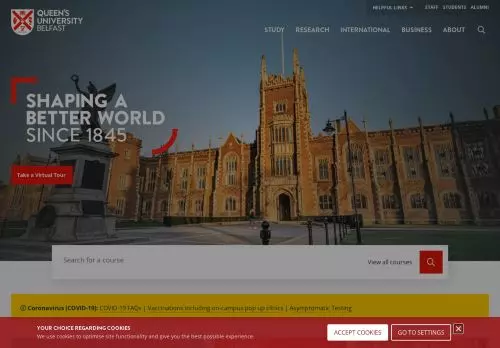 QUEEN'S
UNIVERSITY
BELFAST
HELPFUL LINKS
STAFF STUDENTS ALUMNI
STUDY RESEARCH INTERNATIONAL BUSINESS ABOUT
SHAPING A
BETTER WORLD
SINCE 1845
Take a Virtual Tour
Search for a course
View all courses
Coronavirus (COVID-19): COVID-19 FAQs | Vaccinations including on-campus pop up clinics | Asymptomatic Testing
YOUR CHOICE REGARDING COOKIES
We use cookies to optimise site functionality and give you the best possible experience.
ACCEPT COOKIES
GO TO SETTINGS